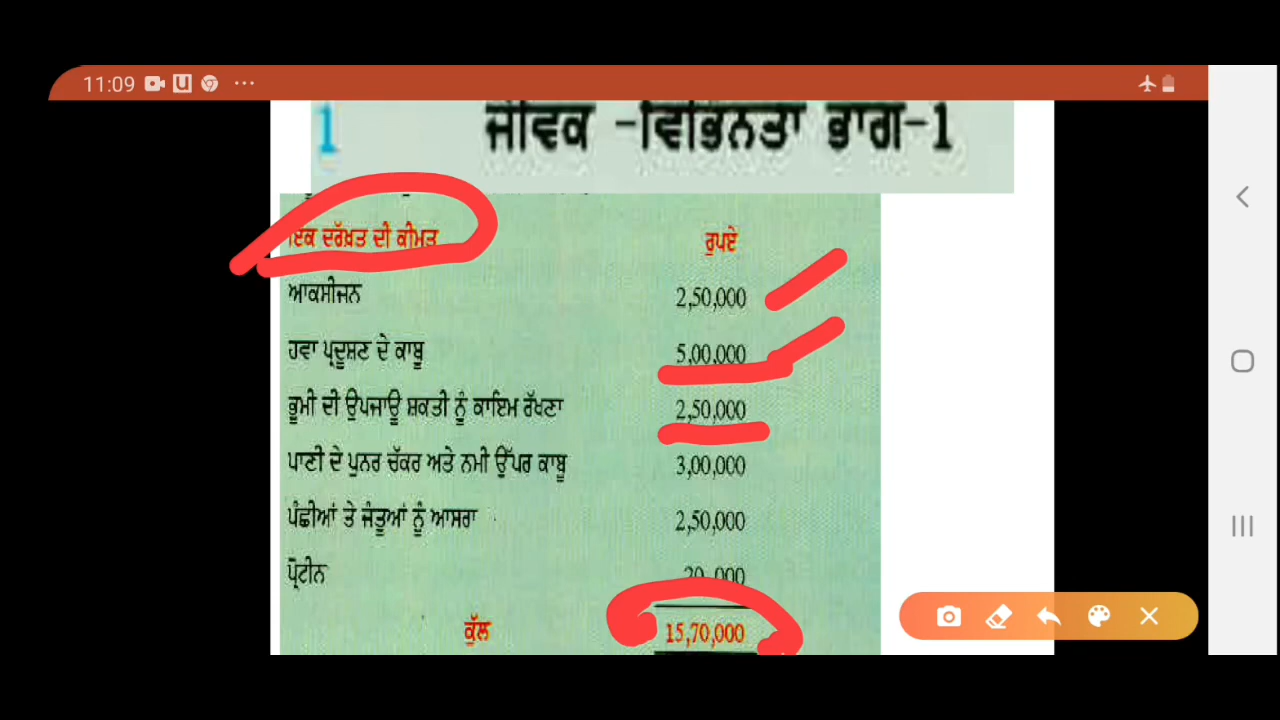 11:09
1 ਜੈਵਿਕ -ਵਿਭਿਨਤਾ ਭਾਗ-1
ਇਕ ਦਰੱਖ਼ਤ ਦੀ ਕੀਮਤ ਰੁਪਏ
ਆਕਸੀਜਨ 2,50,000
ਹਵਾ ਪ੍ਰਦੂਸ਼ਣ ਦੇ ਕਾਬੂ 5,00,000
ਭੂਮੀ ਦੀ ਉਪਜਾਊ ਸ਼ਕਤੀ ਨੂੰ ਕਾਇਮ ਰੱਖਣਾ 2,50,000
ਪਾਣੀ ਦੇ ਪੁਨਰ ਚੱਕਰ ਅਤੇ ਨਮੀ ਉੱਪਰ ਕਾਬੂ 3,00,000
ਪੰਛੀਆਂ ਤੇ ਜੰਤੂਆਂ ਨੂੰ ਆਸਰਾ 2,50,000
ਪ੍ਰੋਟੀਨ 20,000
ਕੁੱਲ 15,70,000